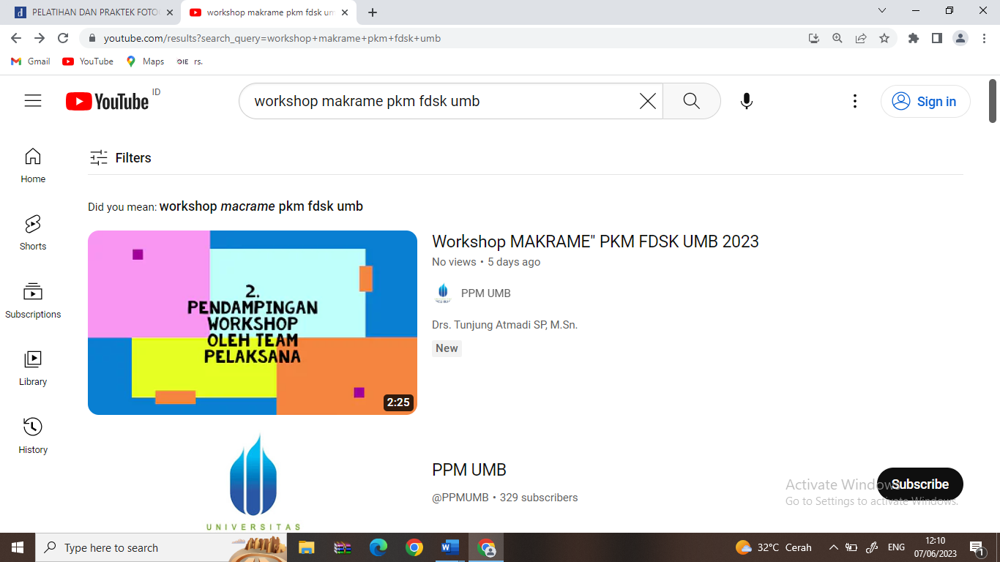 PELATIHAN DAN PRAKTEK FOTO
workshop makrame pkm fdsk um
youtube.com/results?search_query=workshop+makrame+pkm+fdsk+umb
Gmail
YouTube
Maps
rs.
YouTube ID
workshop makrame pkm fdsk umb
Sign in
Home
Shorts
Subscriptions
Library
History
Filters
Did you mean: workshop macrame pkm fdsk umb
2.
PENDAMPINGAN
WORKSHOP
OLEH TEAM
PELAKSANA
2:25
Workshop MAKRAME" PKM FDSK UMB 2023
No views • 5 days ago
PPM UMB
Drs. Tunjung Atmadi SP, M.Sn.
New
UNIVERSITAS
PPM UMB
@PPMUMB • 329 subscribers
Subscribe
Activate Windows
Go to Settings to activate Windows.
Type here to search
32°C Cerah
ENG
12:10
07/06/2023
1